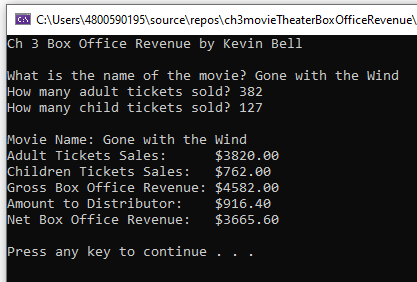 C:\Users\4800590195\source\repos\ch3movieTheaterBoxOfficeRevenue\
Ch 3 Box Office Revenue by Kevin Bell
What is the name of the movie? Gone with the Wind
How many adult tickets sold? 382
How many child tickets sold? 127
Movie Name: Gone with the Wind
Adult Tickets Sales: $3820.00
Children Tickets Sales: $762.00
Gross Box Office Revenue: $4582.00
Amount to Distributor: $916.40
Net Box Office Revenue: $3665.60
Press any key to continue . . .